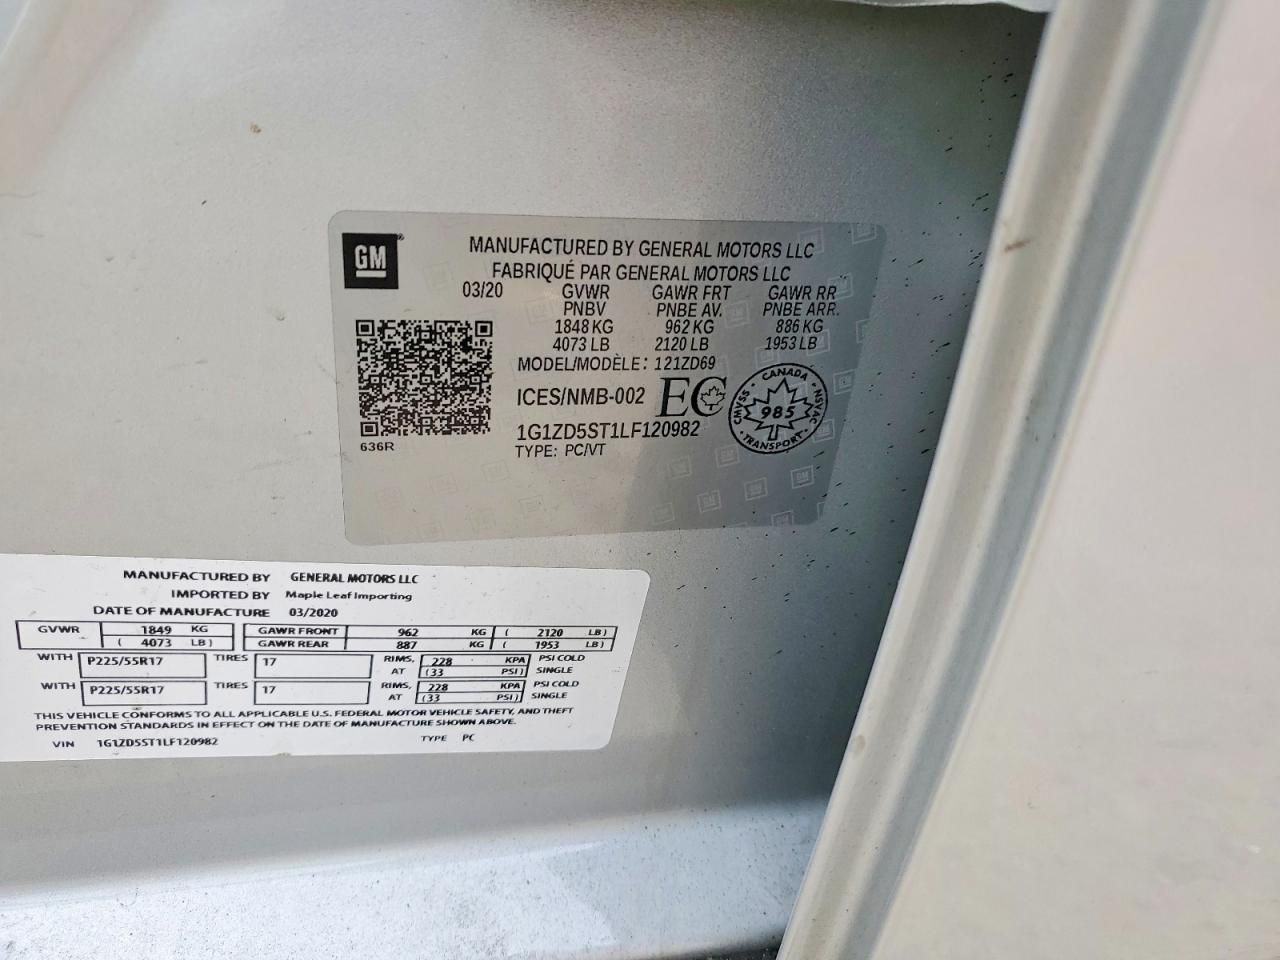 GM
MANUFACTURED BY GENERAL MOTORS LLC
FABRIQUÉ PAR GENERAL MOTORS LLC
03/20 GVWR GAWR FRT GAWR RR
PNBV PNBE AV. PNBE ARR.
1848 KG 962 KG 886 KG
4073 LB 2120 LB 1953 LB
MODEL/MODÈLE: 121ZD69
ICES/NMB-002 EC
CANADA
CMVSS 985 NSVAC
TRANSPORT
1G1ZD5ST1LF120982
TYPE: PC/VT
636R
MANUFACTURED BY GENERAL MOTORS LLC
IMPORTED BY Maple Leaf Importing
DATE OF MANUFACTURE 03/2020
GVWR 1849 KG GAWR FRONT 962 KG ( 2120 LB)
( 4073 LB) GAWR REAR 887 KG ( 1953 LB)
WITH P225/55R17 TIRES 17 RIMS, 228 KPA PSI COLD
AT (33 PSI) SINGLE
WITH P225/55R17 TIRES 17 RIMS, 228 KPA PSI COLD
AT (33 PSI) SINGLE
THIS VEHICLE CONFORMS TO ALL APPLICABLE U.S. FEDERAL MOTOR VEHICLE SAFETY, AND THEFT
PREVENTION STANDARDS IN EFFECT ON THE DATE OF MANUFACTURE SHOWN ABOVE.
VIN 1G1ZD5ST1LF120982 TYPE PC